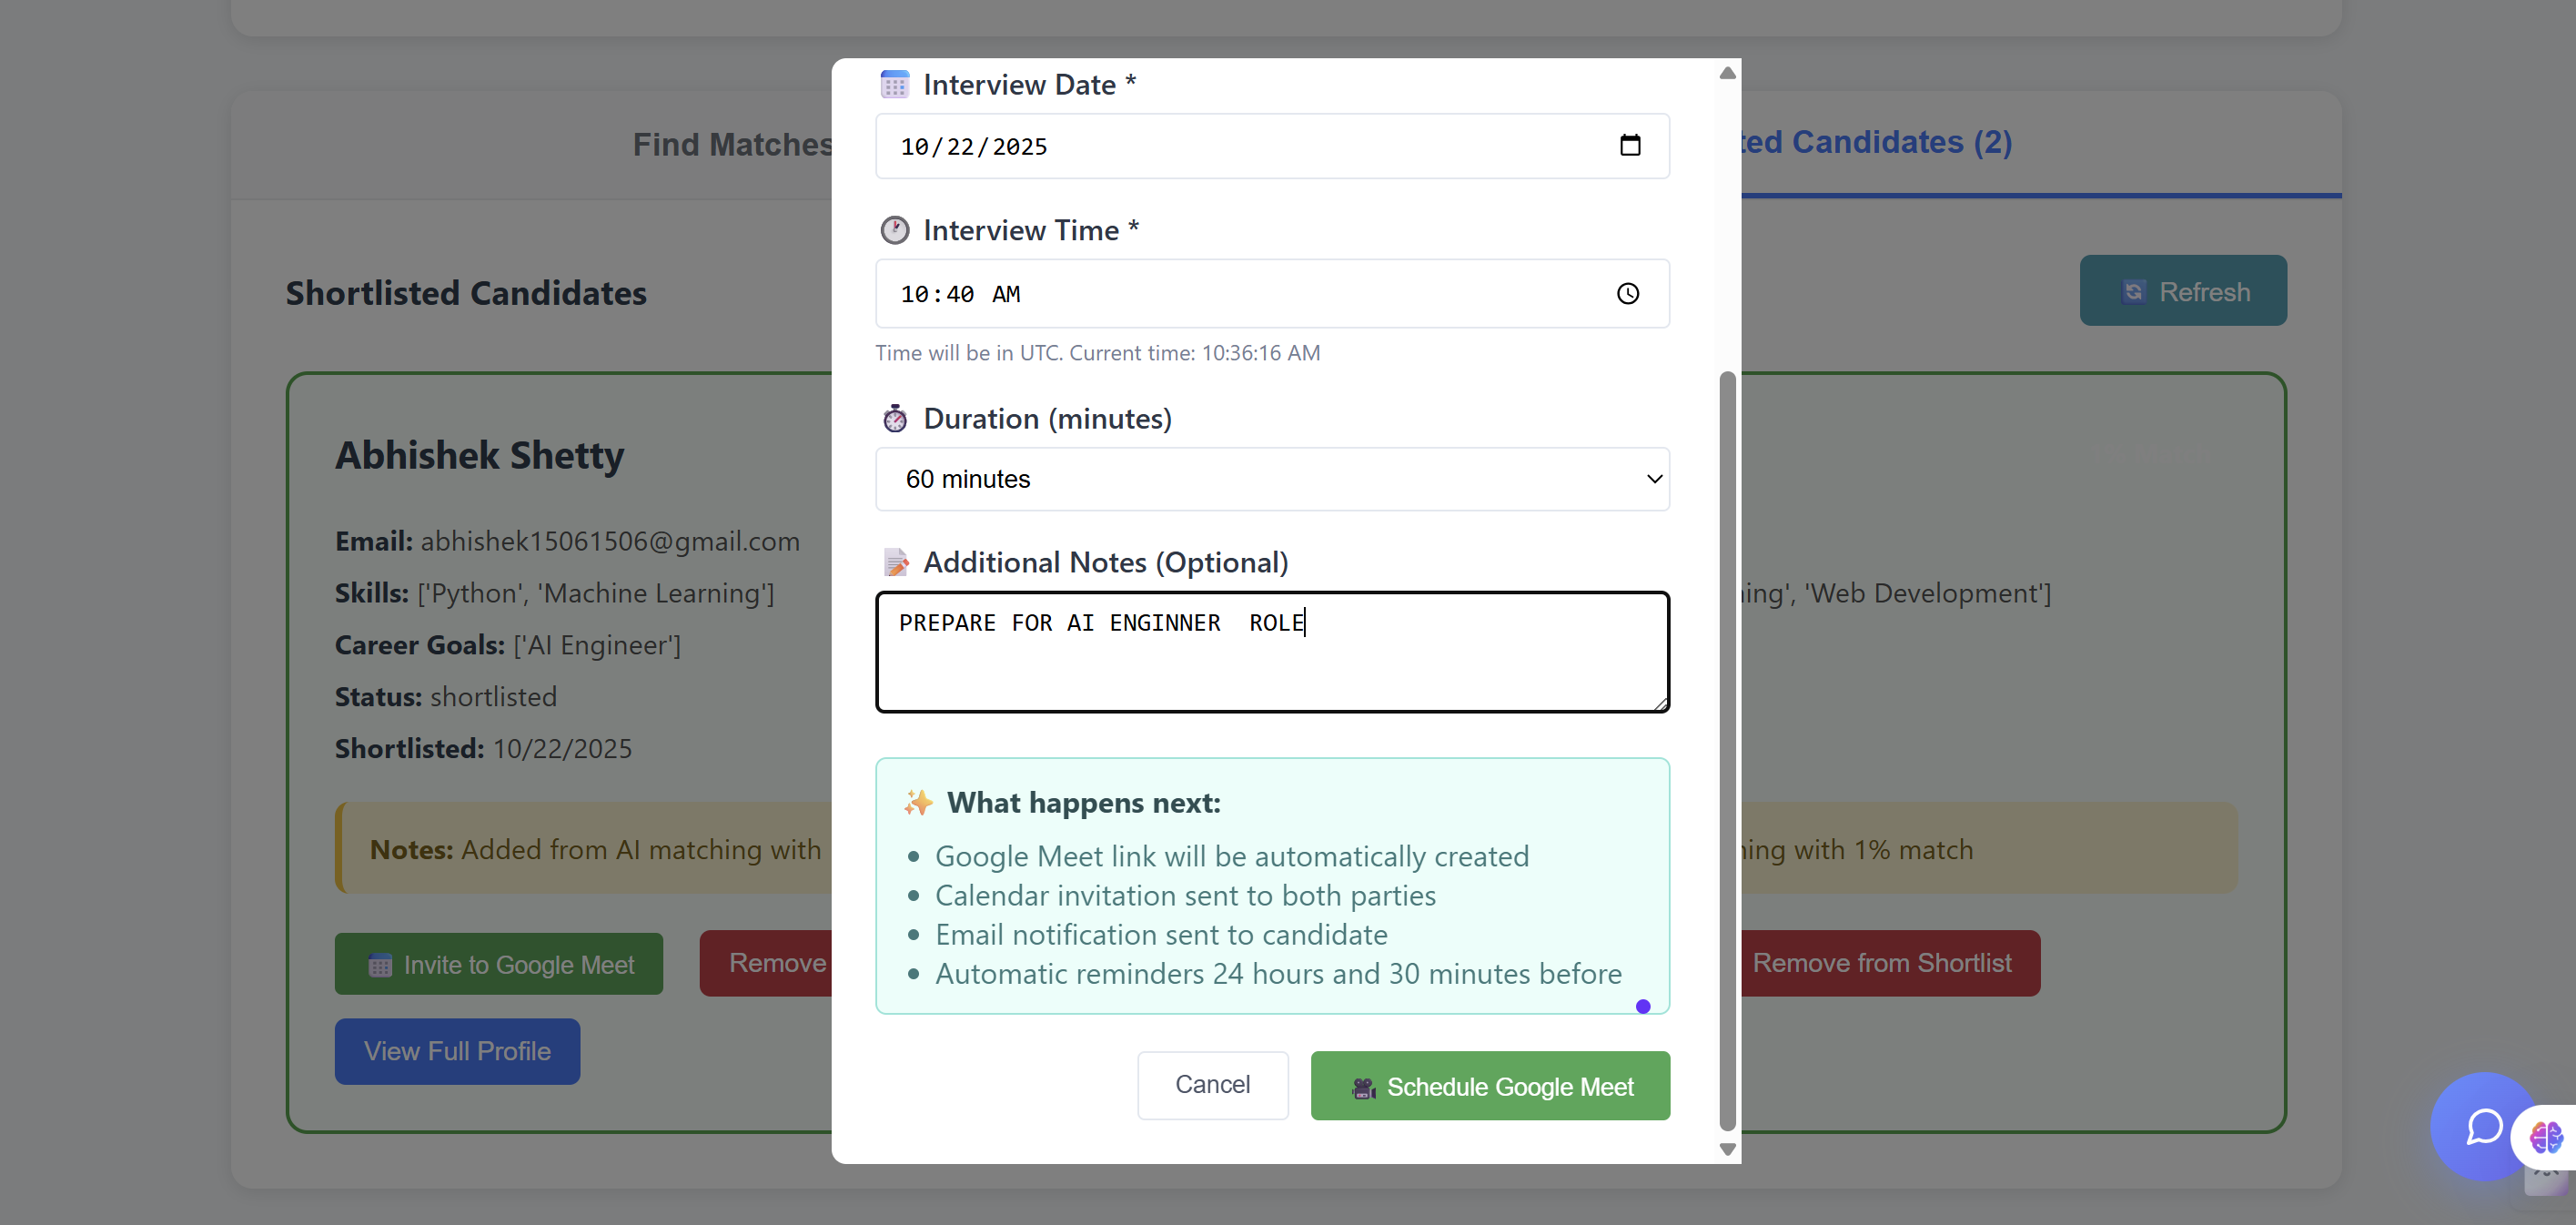 Find Matches
ted Candidates (2)
Shortlisted Candidates
Refresh
Abhishek Shetty
Email: abhishek15061506@gmail.com
Skills: ['Python', 'Machine Learning']
Career Goals: ['AI Engineer']
Status: shortlisted
Shortlisted: 10/22/2025
Notes: Added from AI matching with
Invite to Google Meet
Remove
View Full Profile
Interview Date *
10/22/2025
Interview Time *
10:40 AM
Time will be in UTC. Current time: 10:36:16 AM
Duration (minutes)
60 minutes
Additional Notes (Optional)
PREPARE FOR AI ENGINNER  ROLE
What happens next:
Google Meet link will be automatically created
Calendar invitation sent to both parties
Email notification sent to candidate
Automatic reminders 24 hours and 30 minutes before
Cancel
Schedule Google Meet
ing', 'Web Development']
ing with 1% match
Remove from Shortlist